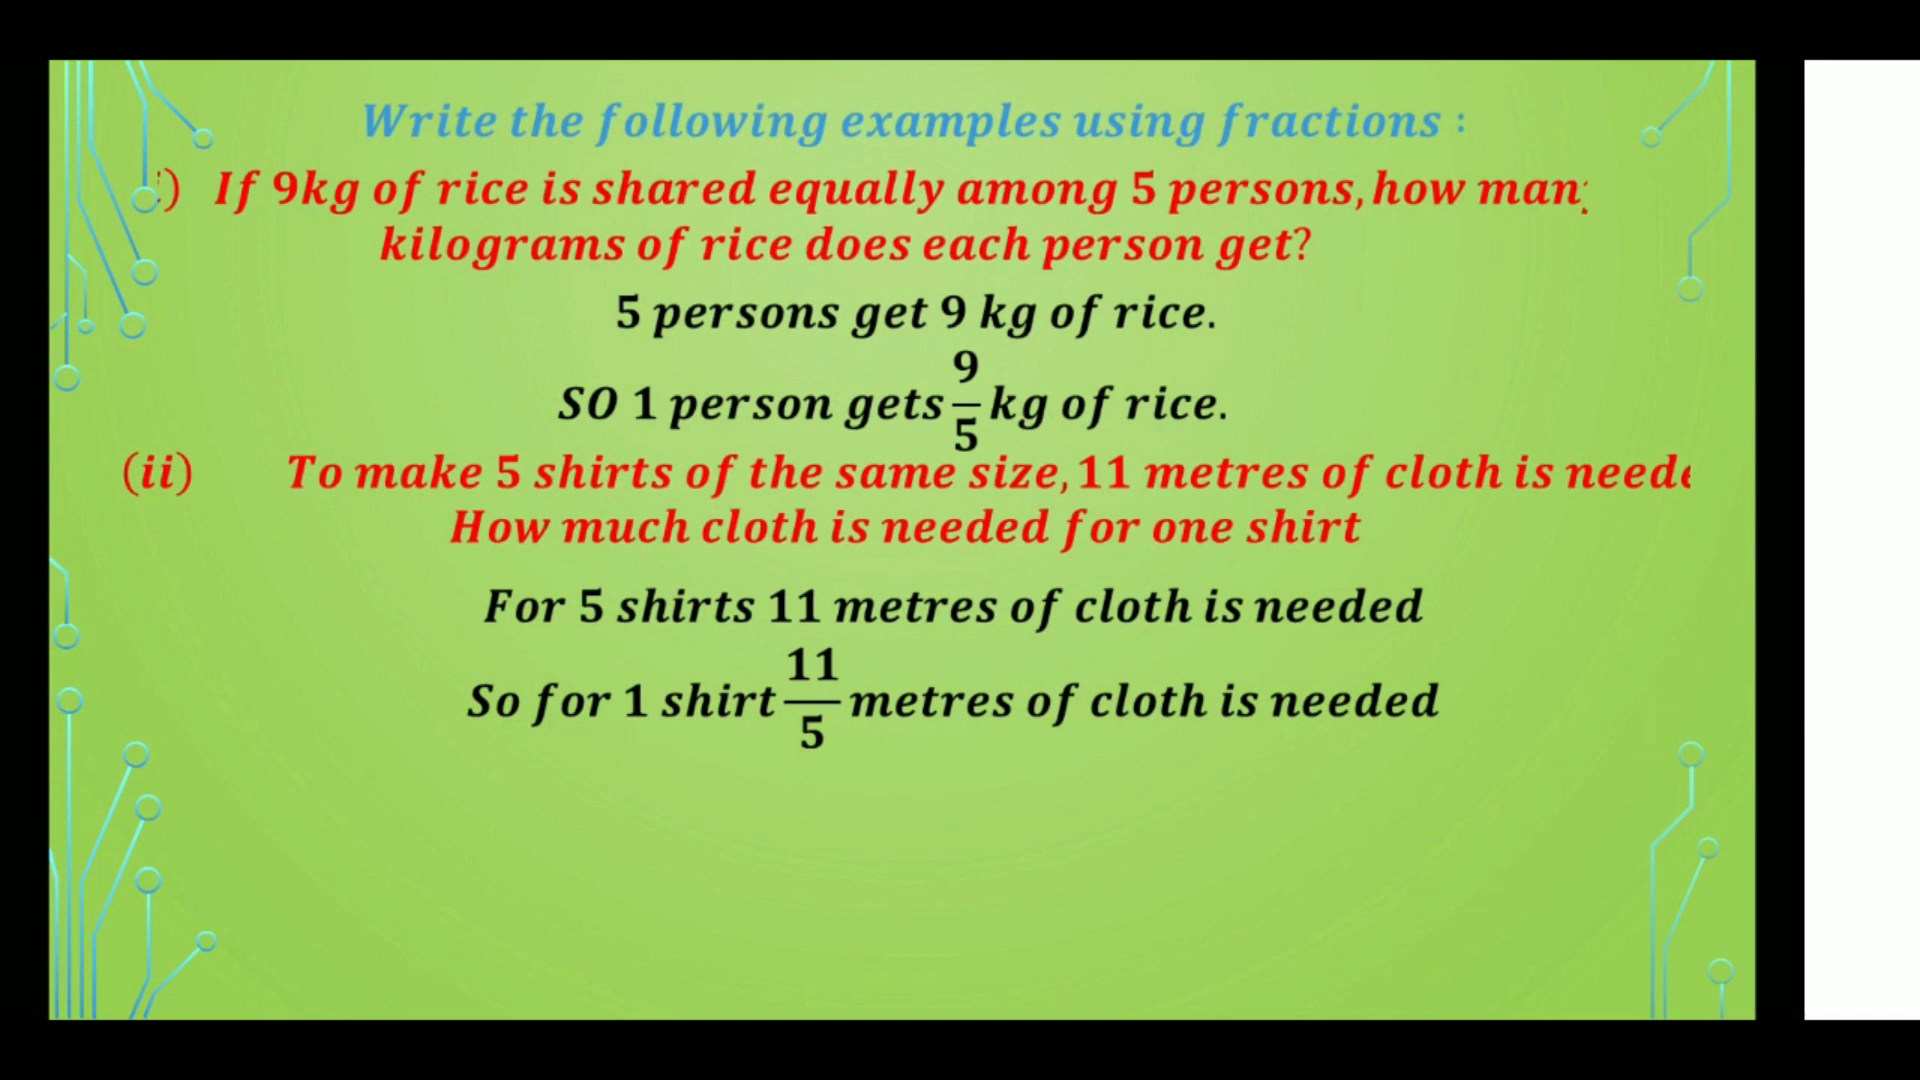 Write the following examples using fractions :
) If 9kg of rice is shared equally among 5 persons, how many
kilograms of rice does each person get?
5 persons get 9 kg of rice.
SO 1 person gets 9/5 kg of rice.
(ii) To make 5 shirts of the same size, 11 metres of cloth is neede
How much cloth is needed for one shirt
For 5 shirts 11 metres of cloth is needed
So for 1 shirt 11/5 metres of cloth is needed